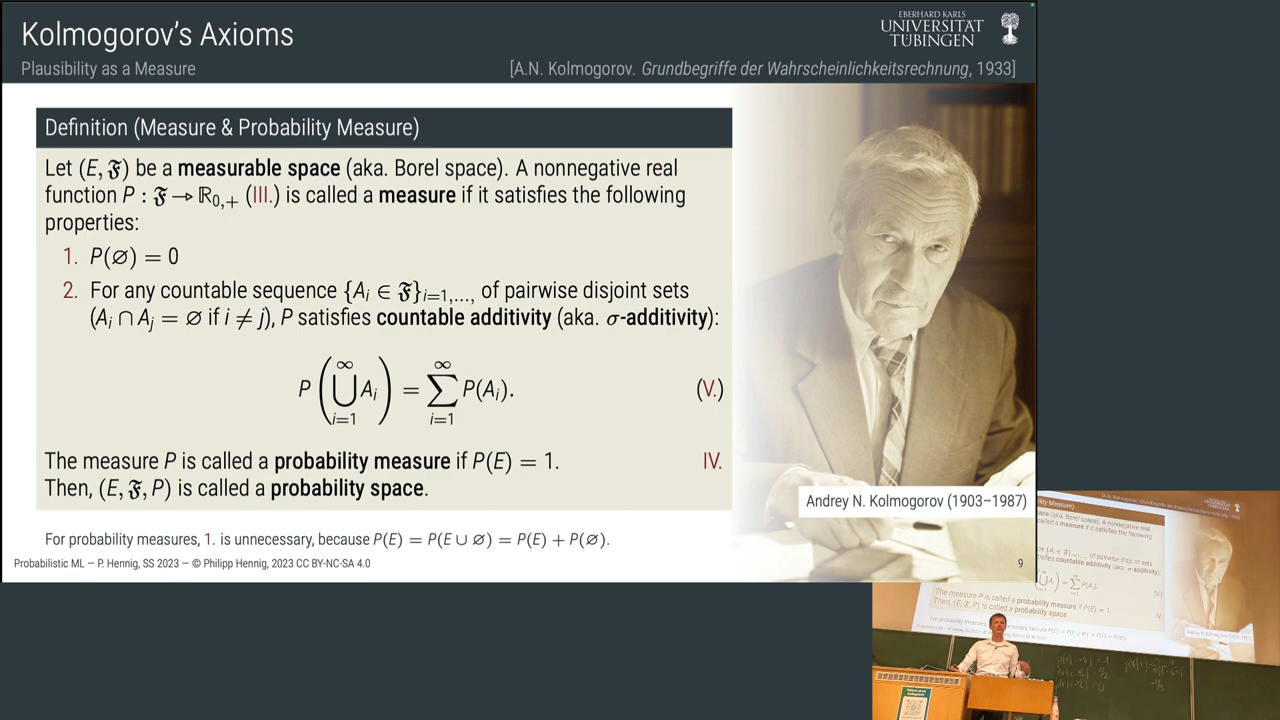 Kolmogorov's Axioms
Plausibility as a Measure
[A.N. Kolmogorov. Grundbegriffe der Wahrscheinlichkeitsrechnung, 1933]
EBERHARD KARLS
UNIVERSITÄT
TÜBINGEN
Definition (Measure & Probability Measure)
Let (E, 𝕱) be a measurable space (aka. Borel space). A nonnegative real
function P : 𝕱 → ℝ₀,₊ (III.) is called a measure if it satisfies the following
properties:
1. P(∅) = 0
2. For any countable sequence {Aᵢ ∈ 𝕱}ᵢ₌₁,..., of pairwise disjoint sets
(Aᵢ ∩ Aⱼ = ∅ if i ≠ j), P satisfies countable additivity (aka. σ-additivity):
P(⋃_{i=1}^{∞} Aᵢ) = ∑_{i=1}^{∞} P(Aᵢ). (V.)
The measure P is called a probability measure if P(E) = 1. IV.
Then, (E, 𝕱, P) is called a probability space.
Andrey N. Kolmogorov (1903–1987)
For probability measures, 1. is unnecessary, because P(E) = P(E ∪ ∅) = P(E) + P(∅).
Probabilistic ML — P. Hennig, SS 2023 — © Philipp Hennig, 2023 CC BY-NC-SA 4.0
9